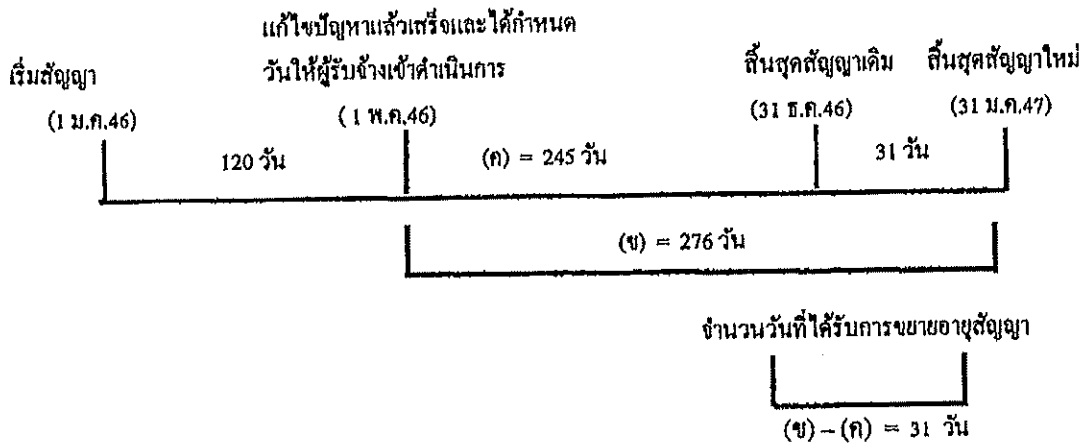 แก้ไขปัญหาแล้วเสร็จและได้กำหนด
วันให้ผู้รับจ้างเข้าดำเนินการ
เริ่มสัญญา
สิ้นสุดสัญญาเดิม
สิ้นสุดสัญญาใหม่
(1 ม.ค.46)
(1 พ.ค.46)
(31 ธ.ค.46)
(31 ม.ค.47)
120 วัน
(ค) = 245 วัน
31 วัน
(ข) = 276 วัน
จำนวนวันที่ได้รับการขยายอายุสัญญา
(ข) – (ค) = 31 วัน